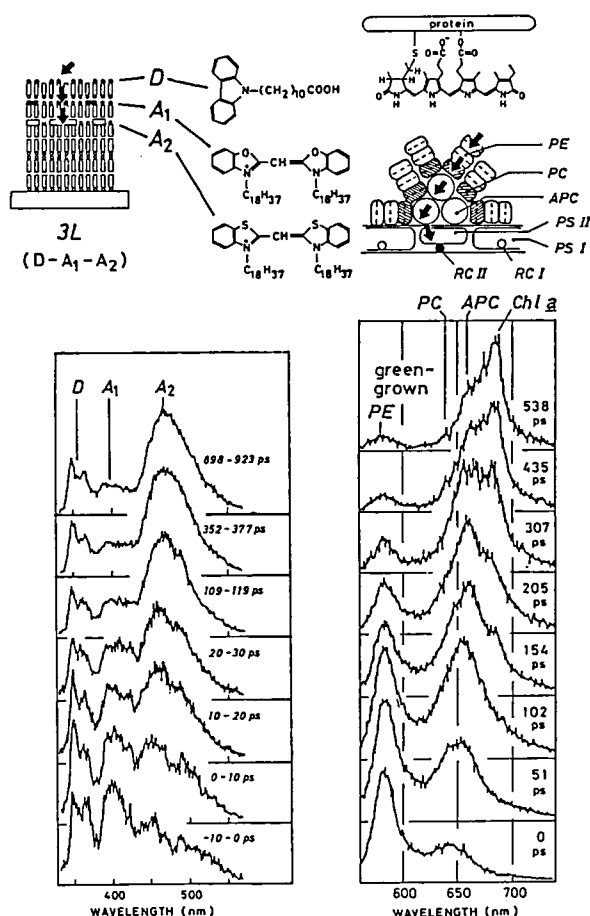 D
A1
A2
3L
(D-A1-A2)
N-(CH2)10COOH
O
CH
O
N
N
C18H37
C18H37
S
CH
S
N
N
C18H37
C18H37
protein
S
O-
C=O
O-
C=O
O
N
H
N
H
N
N
H
O
PE
PC
APC
PS II
PS I
RC II
RC I
D
A1
A2
898-923 ps
352-377 ps
109-119 ps
20-30 ps
10-20 ps
0-10 ps
-10-0 ps
400
500
WAVELENGTH (nm)
PC
APC
Chl a
green-
grown
PE
538
ps
435
ps
307
ps
205
ps
154
ps
102
ps
51
ps
0
ps
600
650
700
WAVELENGTH (nm)